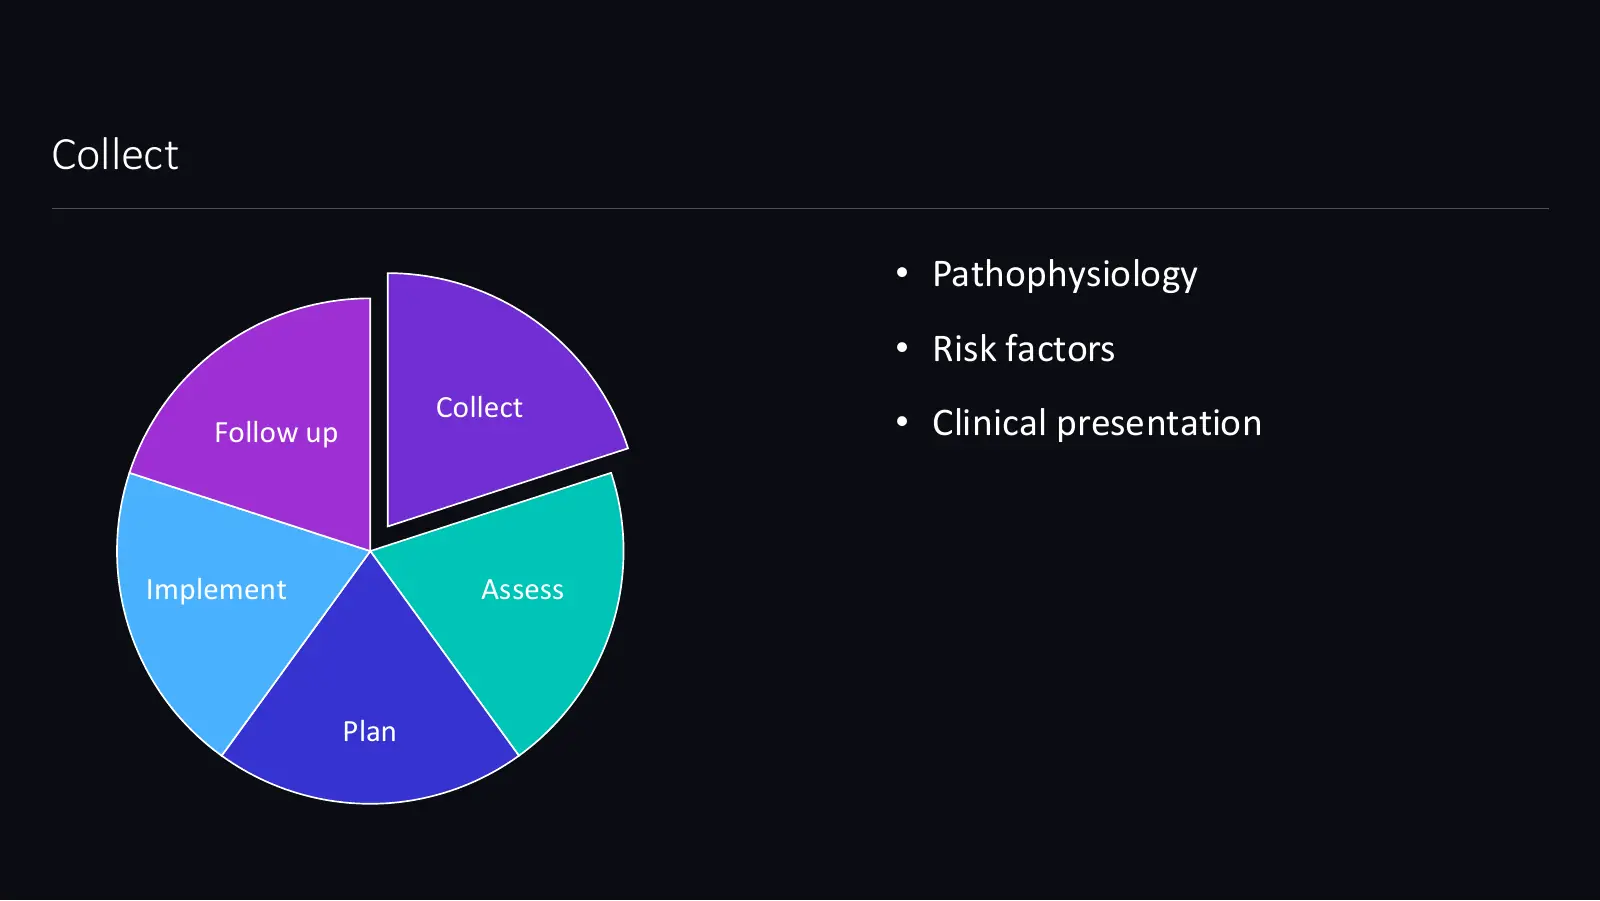 Collect
Collect
Follow up
Implement
Assess
Plan
• Pathophysiology
• Risk factors
• Clinical presentation